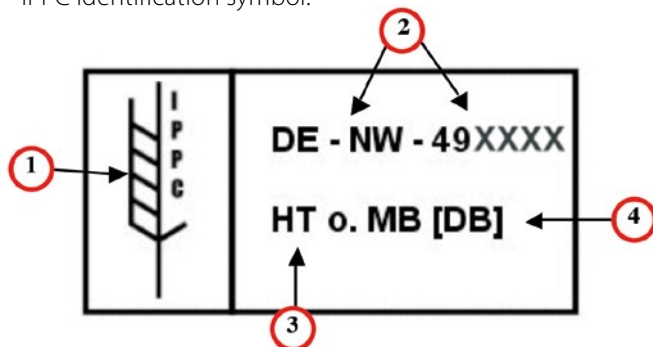 IPPC identification symbol.
2
I
P
P
C
DE - NW - 49XXXX
1
HT o. MB [DB]
4
3